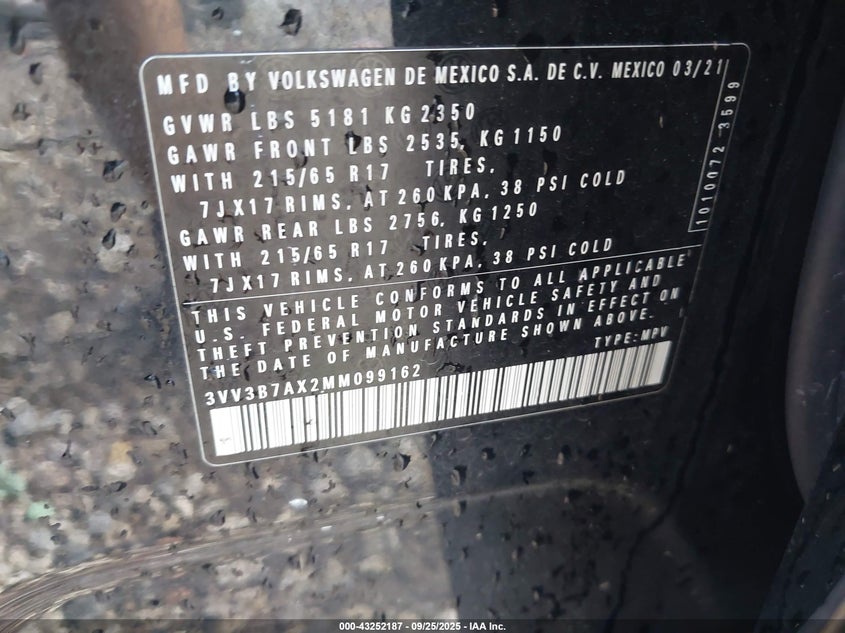 MFD BY VOLKSWAGEN DE MEXICO S.A. DE C.V. MEXICO 03/21
GVWR LBS 5181 KG 2350
GAWR FRONT LBS 2535, KG 1150
WITH 215/65 R17 TIRES,
7JX17 RIMS, AT 260 KPA, 38 PSI COLD
GAWR REAR LBS 2756, KG 1250
WITH 215/65 R17 TIRES,
7JX17 RIMS, AT 260 KPA, 38 PSI COLD
THIS VEHICLE CONFORMS TO ALL APPLICABLE
U.S. FEDERAL MOTOR VEHICLE SAFETY AND
THEFT PREVENTION STANDARDS IN EFFECT ON
THE DATE OF MANUFACTURE SHOWN ABOVE.
TYPE: MPV
3VV3B7AX2MM099162
1010072 3599
000-43252187 - 09/25/2025 - IAA Inc.